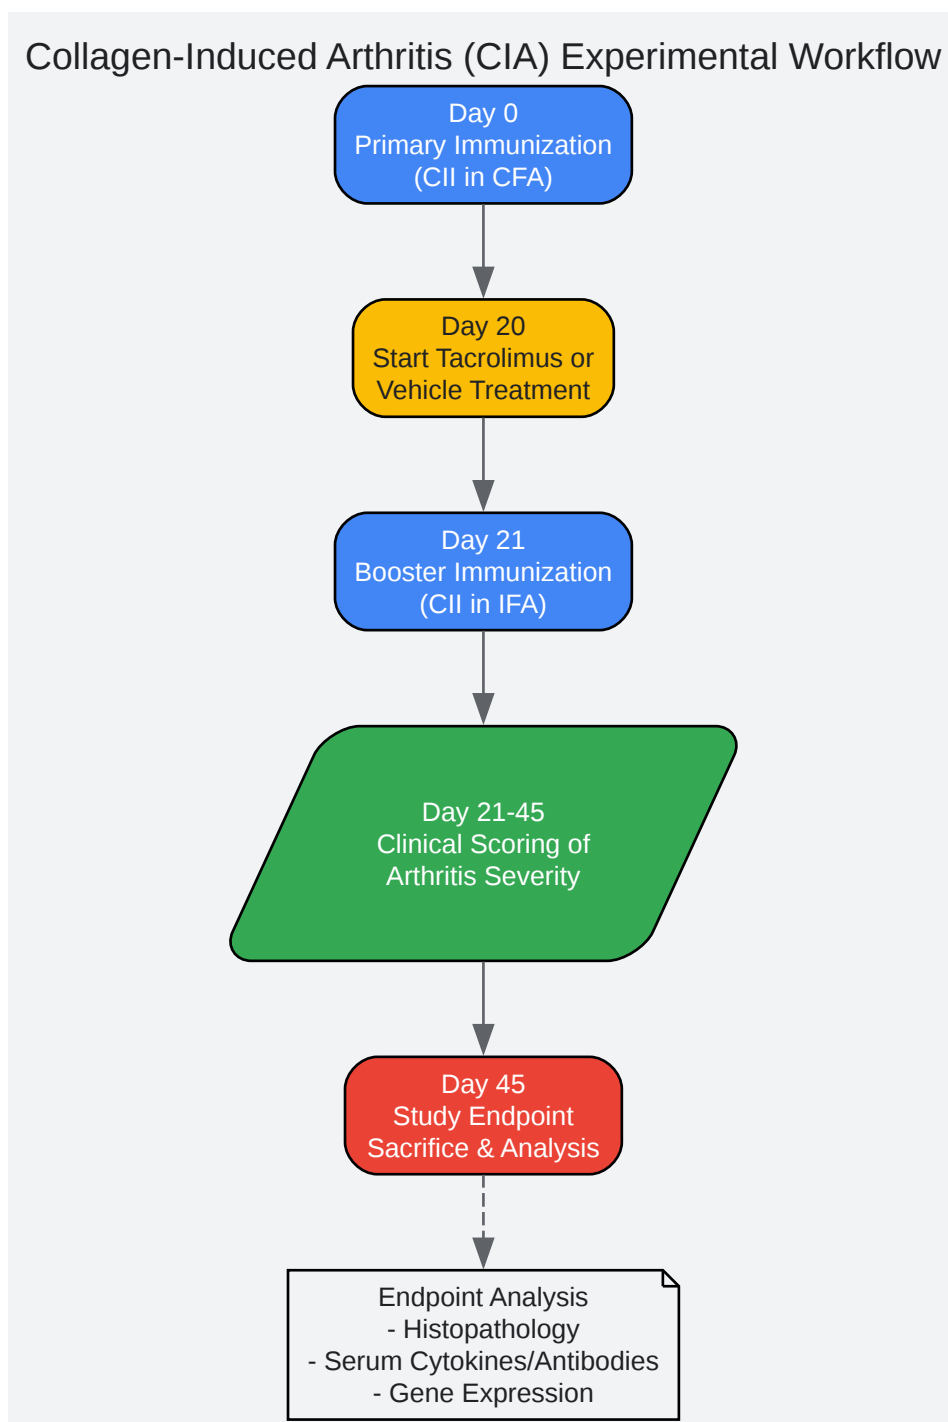 Collagen-Induced Arthritis (CIA) Experimental Workflow
Day 0
Primary Immunization
(CII in CFA)
Day 20
Start Tacrolimus or
Vehicle Treatment
Day 21
Booster Immunization
(CII in IFA)
Day 21-45
Clinical Scoring of
Arthritis Severity
Day 45
Study Endpoint
Sacrifice & Analysis
Endpoint Analysis
- Histopathology
- Serum Cytokines/Antibodies
- Gene Expression